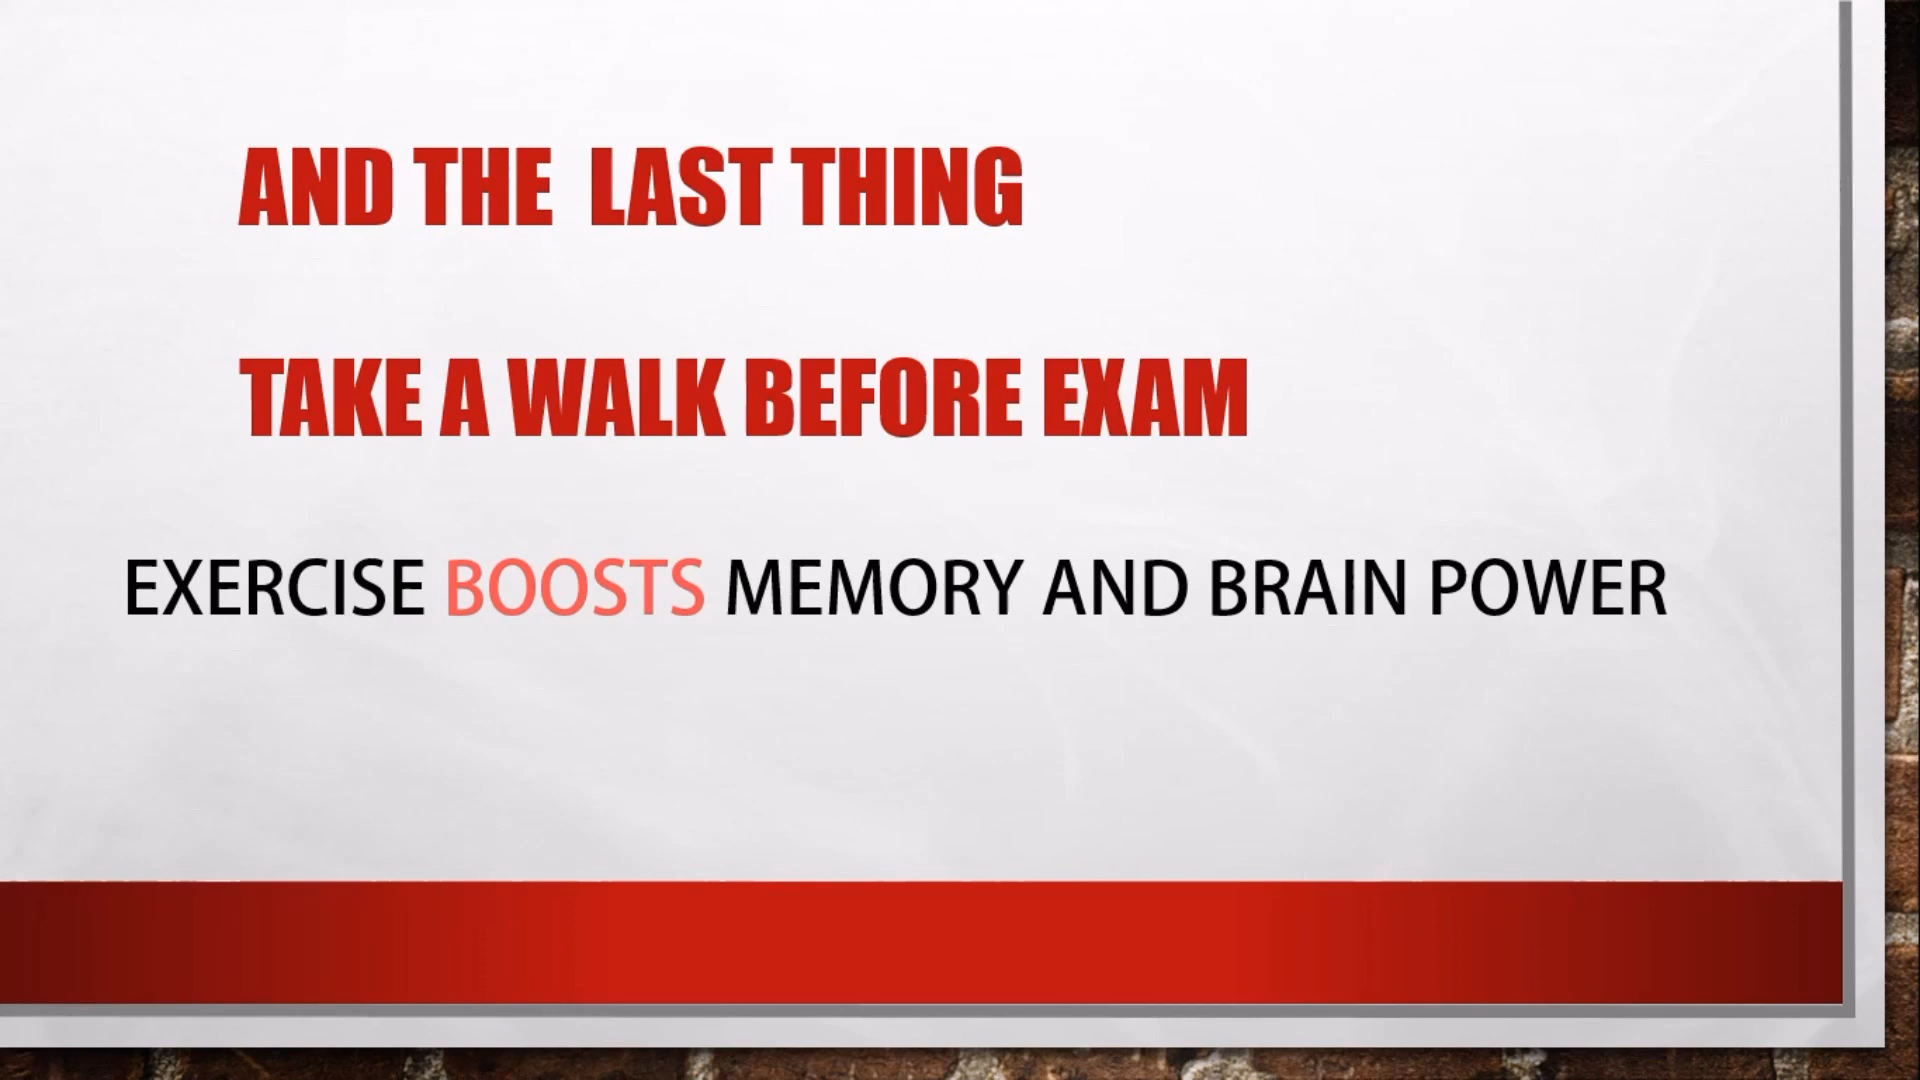 AND THE LAST THING
TAKE A WALK BEFORE EXAM
EXERCISE BOOSTS MEMORY AND BRAIN POWER